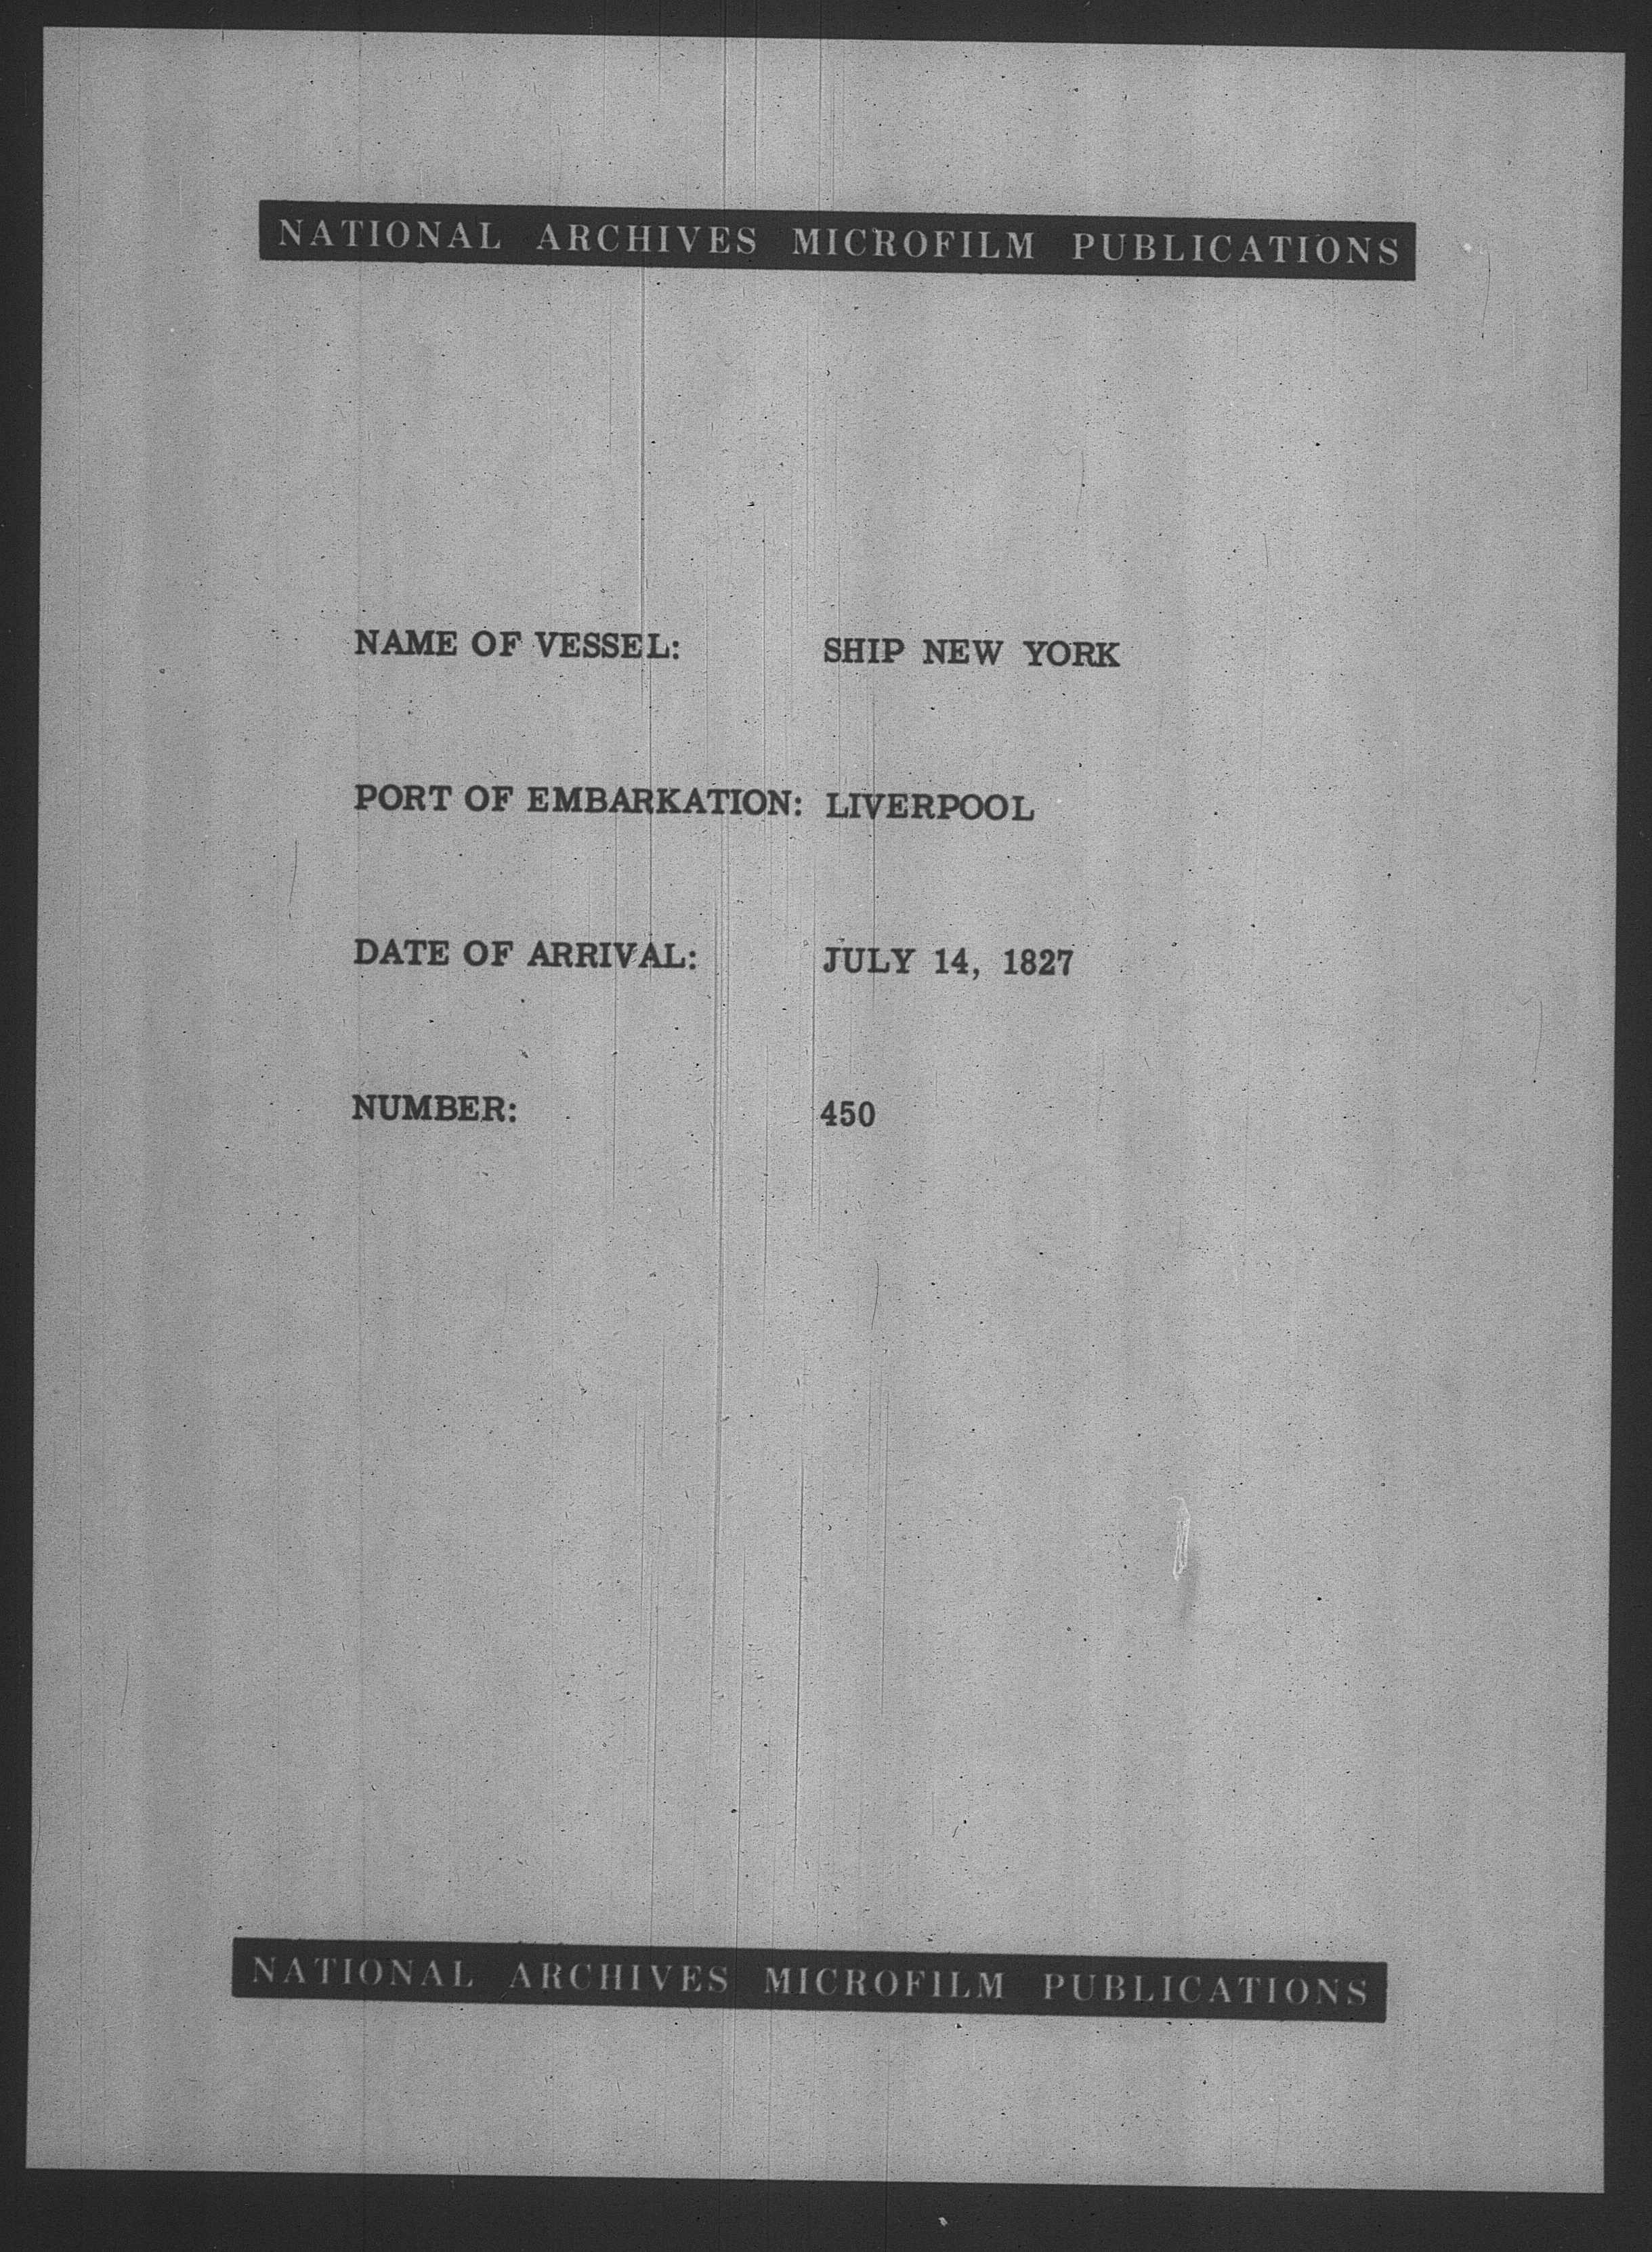 NATIONAL ARCHIVES MICROFILM PUBLICATIONS
NAME OF VESSEL: SHIP NEW YORK
PORT OF EMBARKATION: LIVERPOOL
DATE OF ARRIVAL: JULY 14, 1827
NUMBER: 450
NATIONAL ARCHIVES MICROFILM PUBLICATIONS